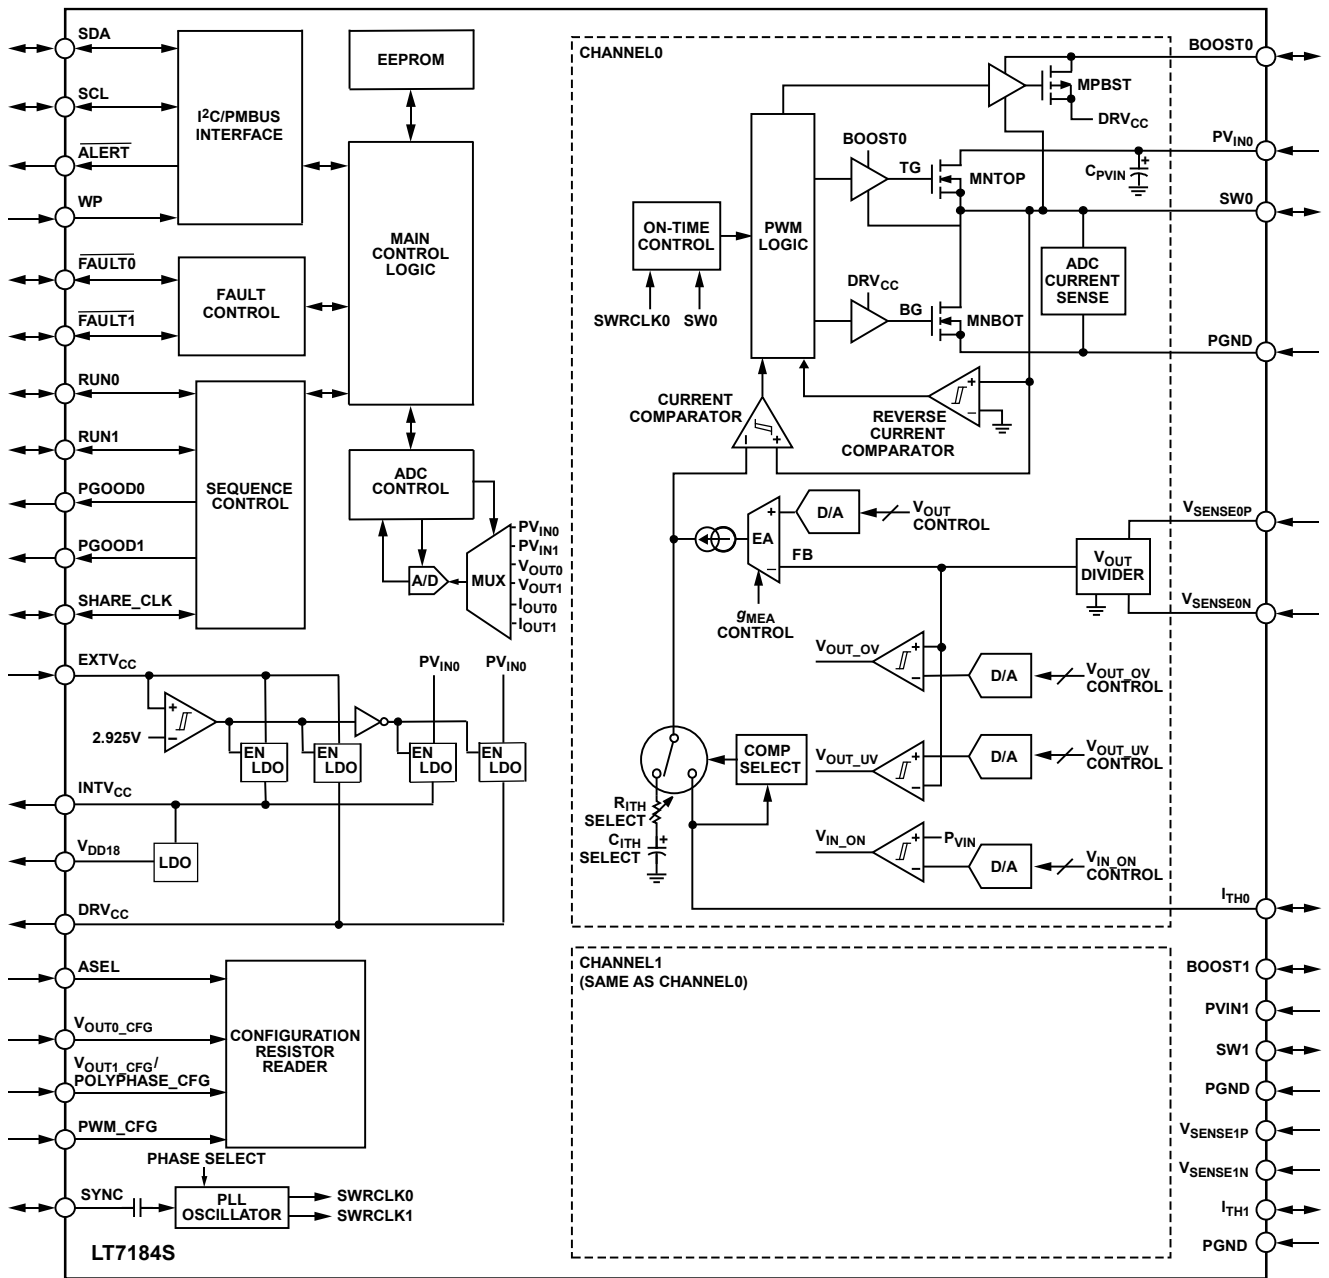 SDA
SCL
ALERT
WP
FAULT0
FAULT1
RUN0
RUN1
PGOOD0
PGOOD1
SHARE_CLK
EXTVCC
INTVCC
VDD18
DRVCC
ASEL
VOUT0_CFG
VOUT1_CFG/
POLYPHASE_CFG
PWM_CFG
SYNC
I2C/PMBUS
INTERFACE
EEPROM
MAIN
CONTROL
LOGIC
FAULT
CONTROL
SEQUENCE
CONTROL
ADC
CONTROL
A/D
MUX
PVIN0
PVIN1
VOUT0
VOUT1
IOUT0
IOUT1
PVIN0
PVIN0
+
–
2.925V
EN
LDO
EN
LDO
EN
LDO
EN
LDO
LDO
CONFIGURATION
RESISTOR
READER
PHASE SELECT
PLL
OSCILLATOR
SWRCLK0
SWRCLK1
LT7184S
CHANNEL0
MPBST
DRVCC
BOOST0
TG
MNTOP
CPVIN
+
ON-TIME
CONTROL
PWM
LOGIC
SWRCLK0
SW0
DRVCC
BG
MNBOT
ADC
CURRENT
SENSE
CURRENT
COMPARATOR
–
+
REVERSE
CURRENT
COMPARATOR
+
–
EA
+
–
D/A
VOUT
CONTROL
FB
gMEA
CONTROL
VOUT
DIVIDER
VOUT_OV
+
–
D/A
VOUT_OV
CONTROL
COMP
SELECT
VOUT_UV
+
–
D/A
VOUT_UV
CONTROL
RITH
SELECT
CITH
SELECT
+
VIN_ON
+
–
PVIN
D/A
VIN_ON
CONTROL
CHANNEL1
(SAME AS CHANNEL0)
BOOST0
PVIN0
SW0
PGND
VSENSE0P
VSENSE0N
ITH0
BOOST1
PVIN1
SW1
PGND
VSENSE1P
VSENSE1N
ITH1
PGND